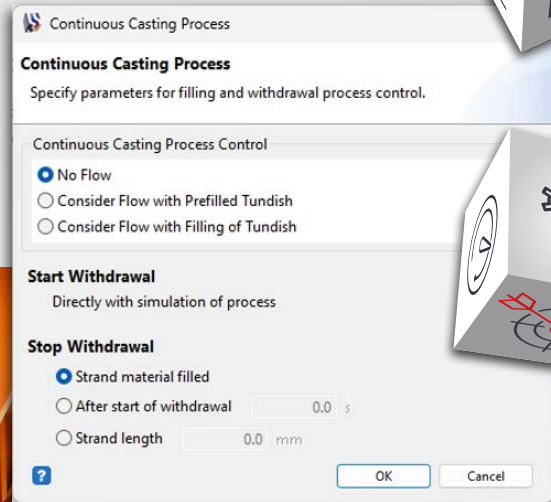 Continuous Casting Process
Continuous Casting Process
Specify parameters for filling and withdrawal process control.
Continuous Casting Process Control
No Flow
Consider Flow with Prefilled Tundish
Consider Flow with Filling of Tundish
Start Withdrawal
Directly with simulation of process
Stop Withdrawal
Strand material filled
After start of withdrawal 0.0 s
Strand length 0.0 mm
? OK Cancel